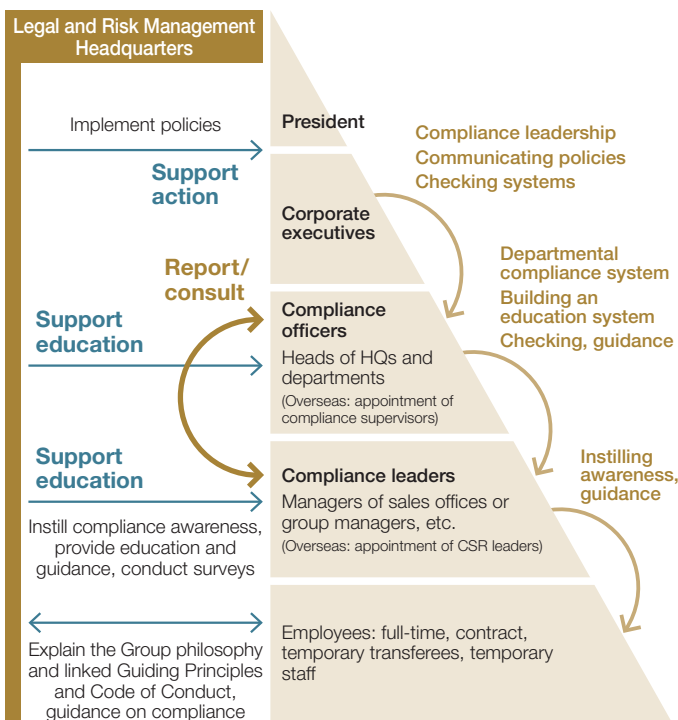 Legal and Risk Management
Headquarters
Implement policies
Support
action
President
Compliance leadership
Communicating policies
Checking systems
Corporate
executives
Report/
consult
Departmental
compliance system
Building an
education system
Checking, guidance
Support
education
Compliance
officers
Heads of HQs and
departments
(Overseas: appointment of
compliance supervisors)
Support
education
Compliance leaders
Managers of sales offices or
group managers, etc.
(Overseas: appointment of CSR leaders)
Instilling
awareness,
guidance
Instill compliance awareness,
provide education and
guidance, conduct surveys
Explain the Group philosophy
and linked Guiding Principles
and Code of Conduct,
guidance on compliance
Employees: full-time, contract,
temporary transferees, temporary
staff